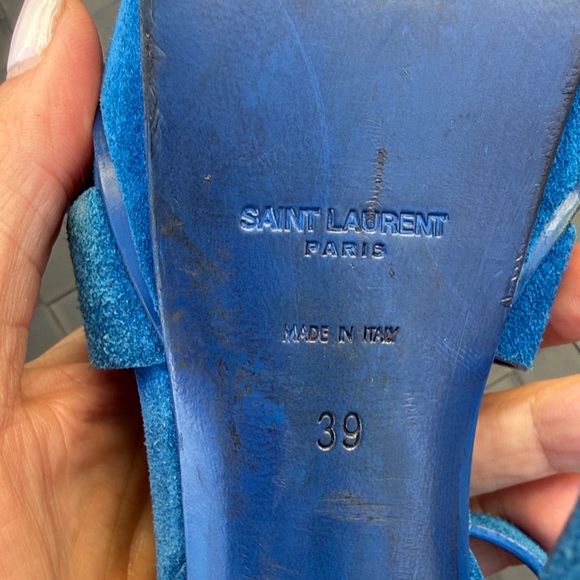 SAINT LAURENT
PARIS
MADE IN ITALY
39